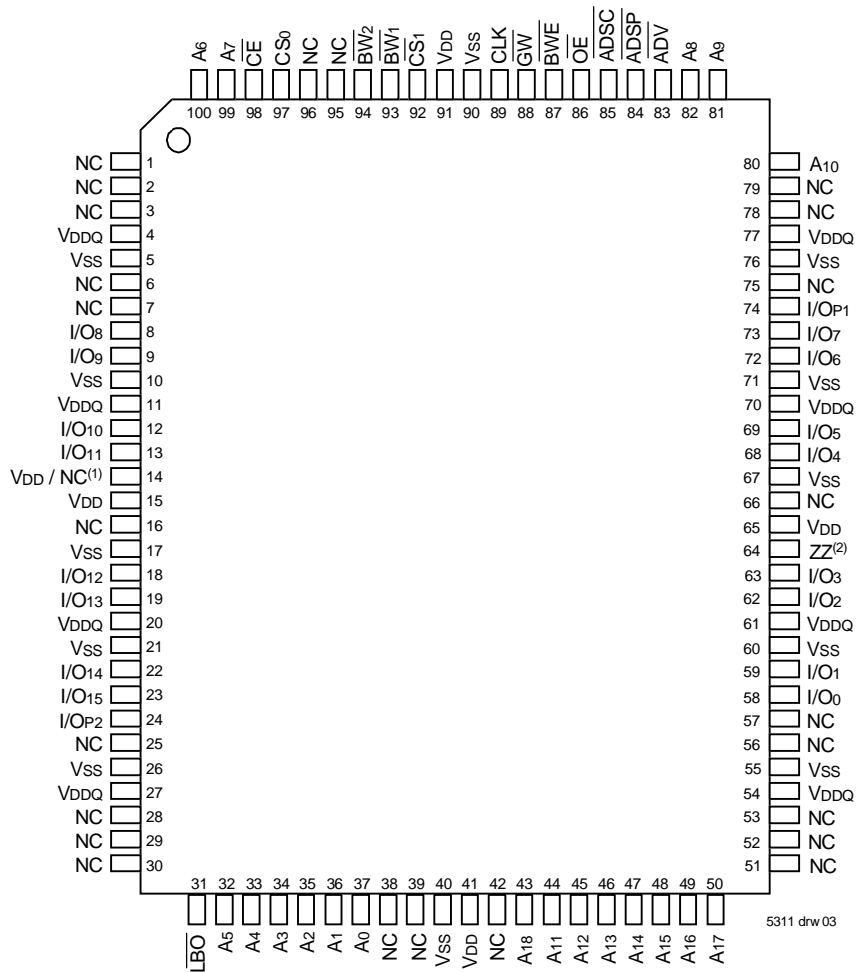 A6 A7 CE CS0 NC NC BW2 BW1 CS1 VDD VSS CLK GW BWE OE ADSC ADSP ADV A8 A9
100 99 98 97 96 95 94 93 92 91 90 89 88 87 86 85 84 83 82 81
NC 1 80 A10
NC 2 79 NC
NC 3 78 NC
VDDQ 4 77 VDDQ
VSS 5 76 VSS
NC 6 75 NC
NC 7 74 I/OP1
I/O8 8 73 I/O7
I/O9 9 72 I/O6
VSS 10 71 VSS
VDDQ 11 70 VDDQ
I/O10 12 69 I/O5
I/O11 13 68 I/O4
VDD / NC(1) 14 67 VSS
VDD 15 66 NC
NC 16 65 VDD
VSS 17 64 ZZ(2)
I/O12 18 63 I/O3
I/O13 19 62 I/O2
VDDQ 20 61 VDDQ
VSS 21 60 VSS
I/O14 22 59 I/O1
I/O15 23 58 I/O0
I/OP2 24 57 NC
NC 25 56 NC
VSS 26 55 VSS
VDDQ 27 54 VDDQ
NC 28 53 NC
NC 29 52 NC
NC 30 51 NC
31 32 33 34 35 36 37 38 39 40 41 42 43 44 45 46 47 48 49 50
LBO A5 A4 A3 A2 A1 A0 NC NC VSS VDD NC A18 A11 A12 A13 A14 A15 A16 A17
5311 drw 03